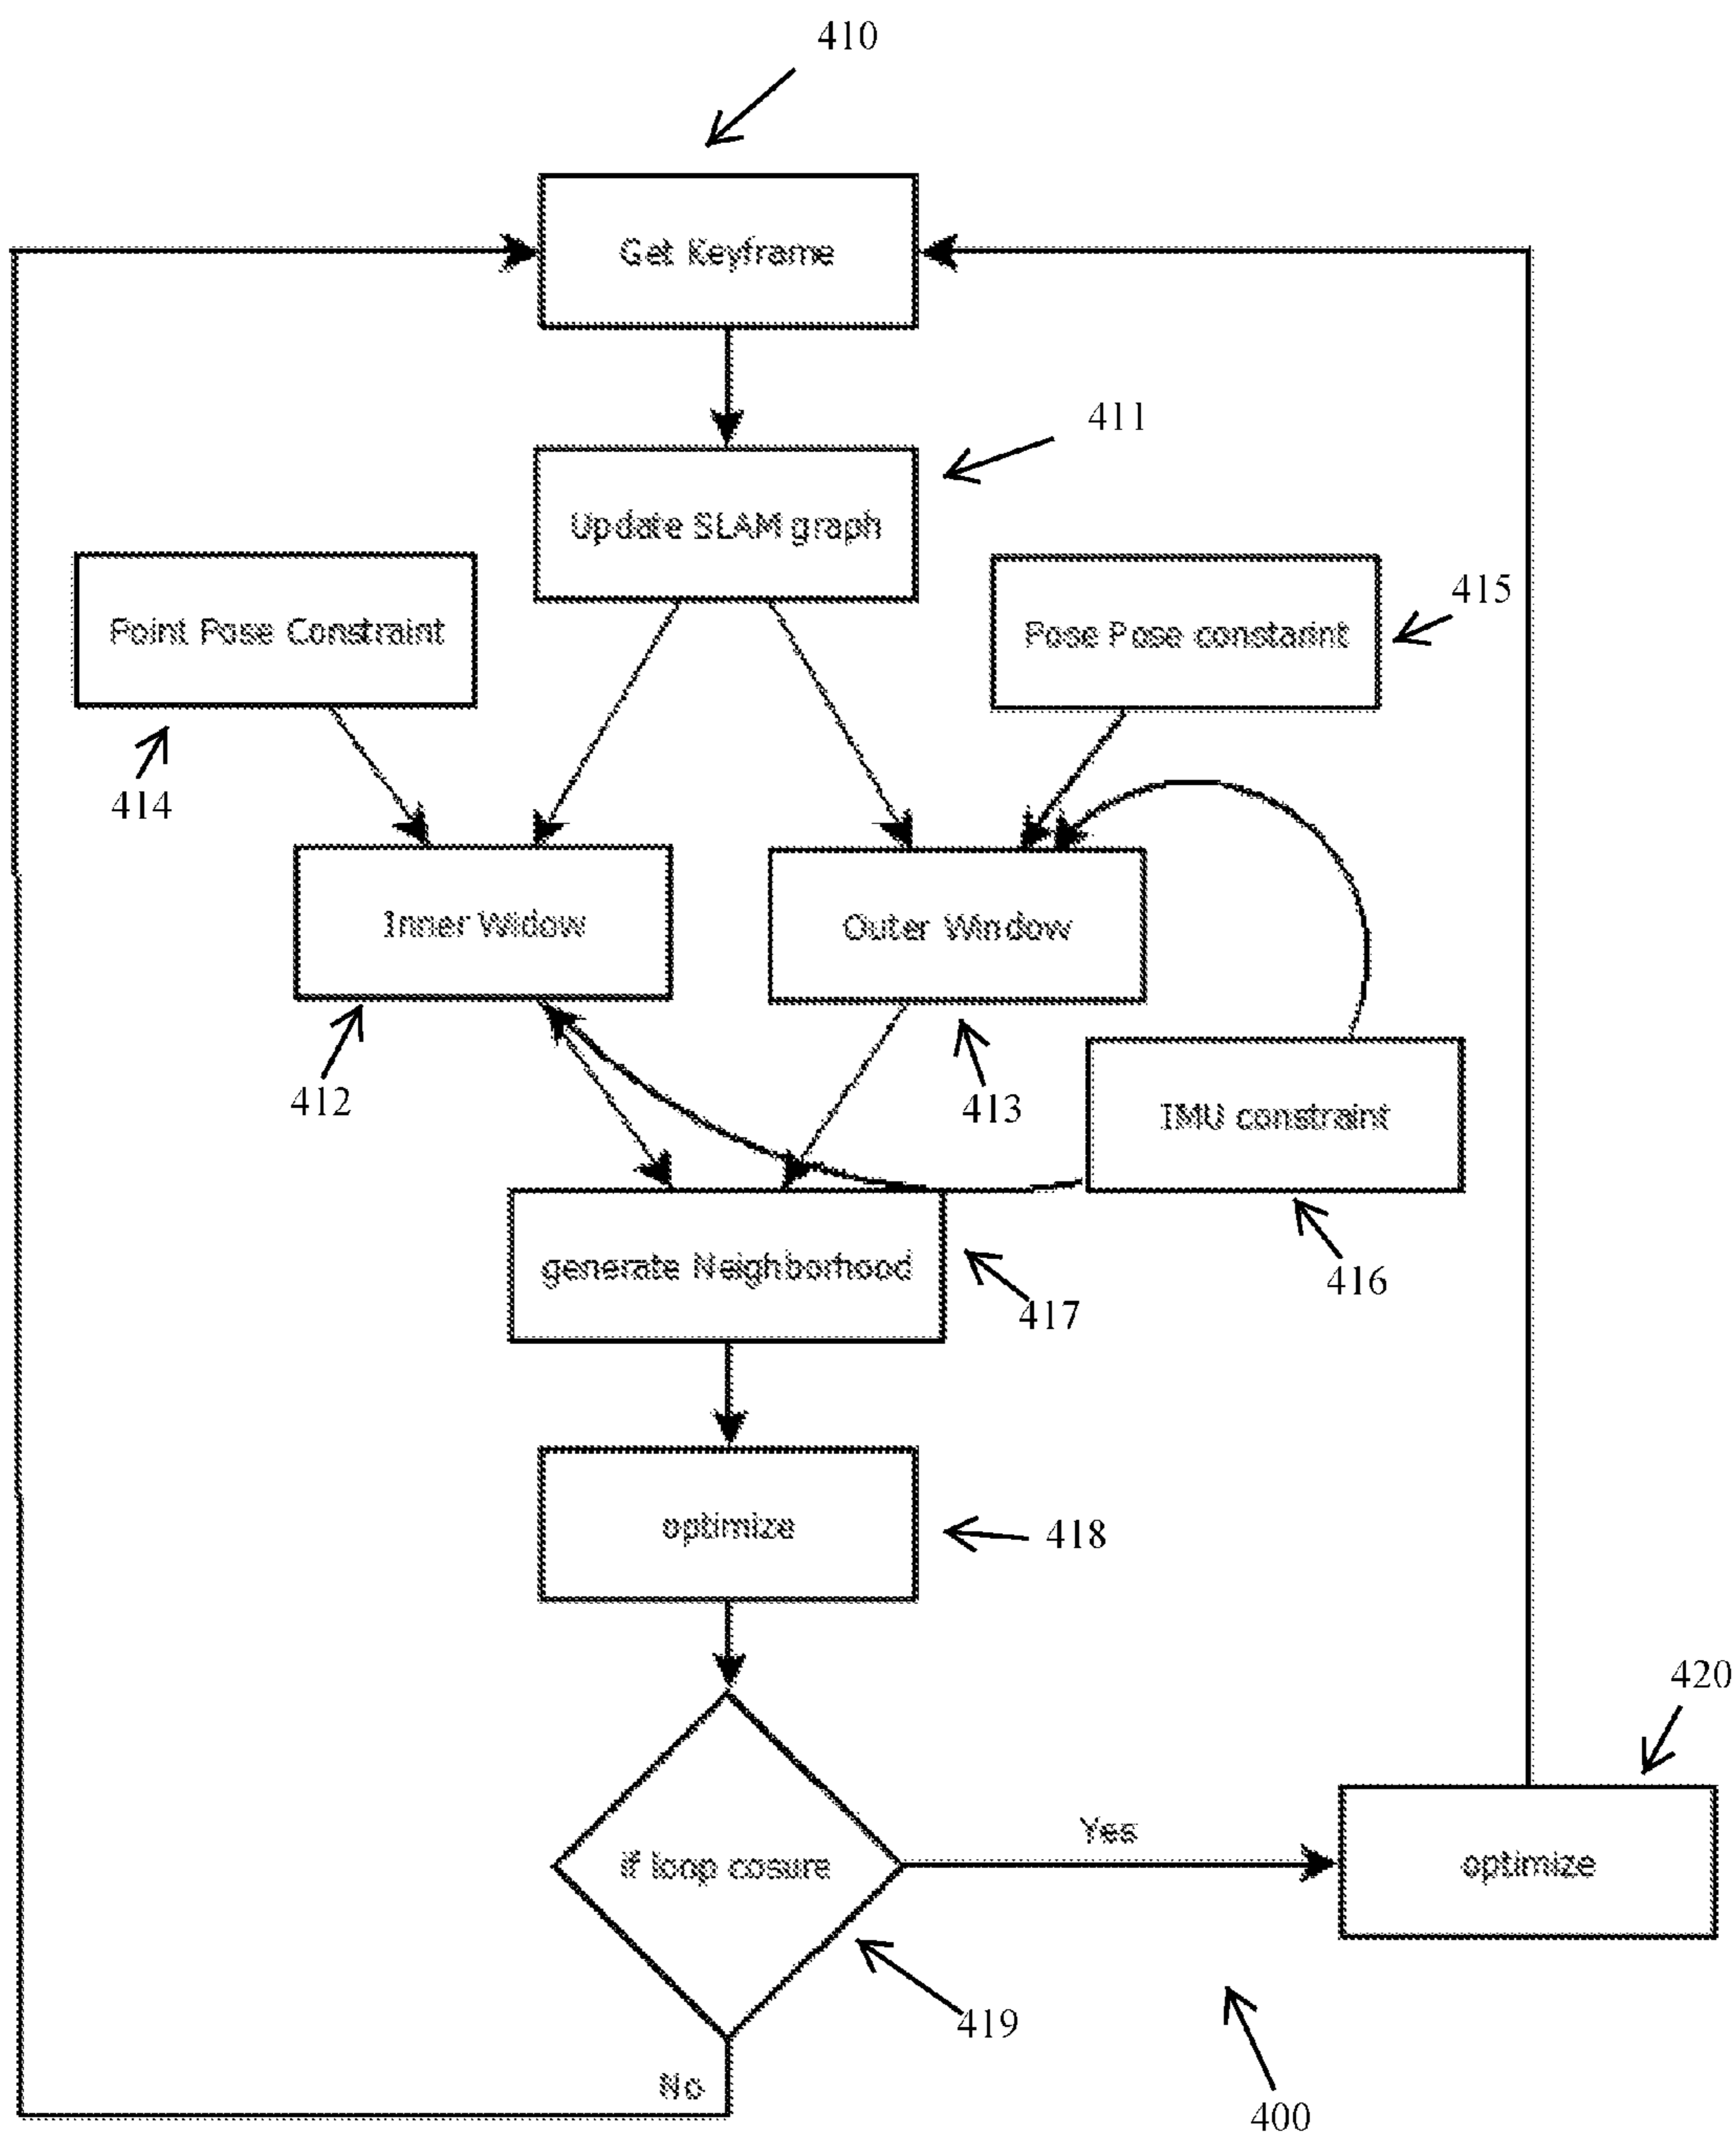 410
Get Keyframe
411
Update SLAM graph
415
Point Pose Constraint
Pose Pose constarint
414
Inner Widow
Outer Window
412
413
IMU constraint
416
generate Neighborhood
417
optimize
418
420
Yes
if loop cosure
optimize
419
No
400